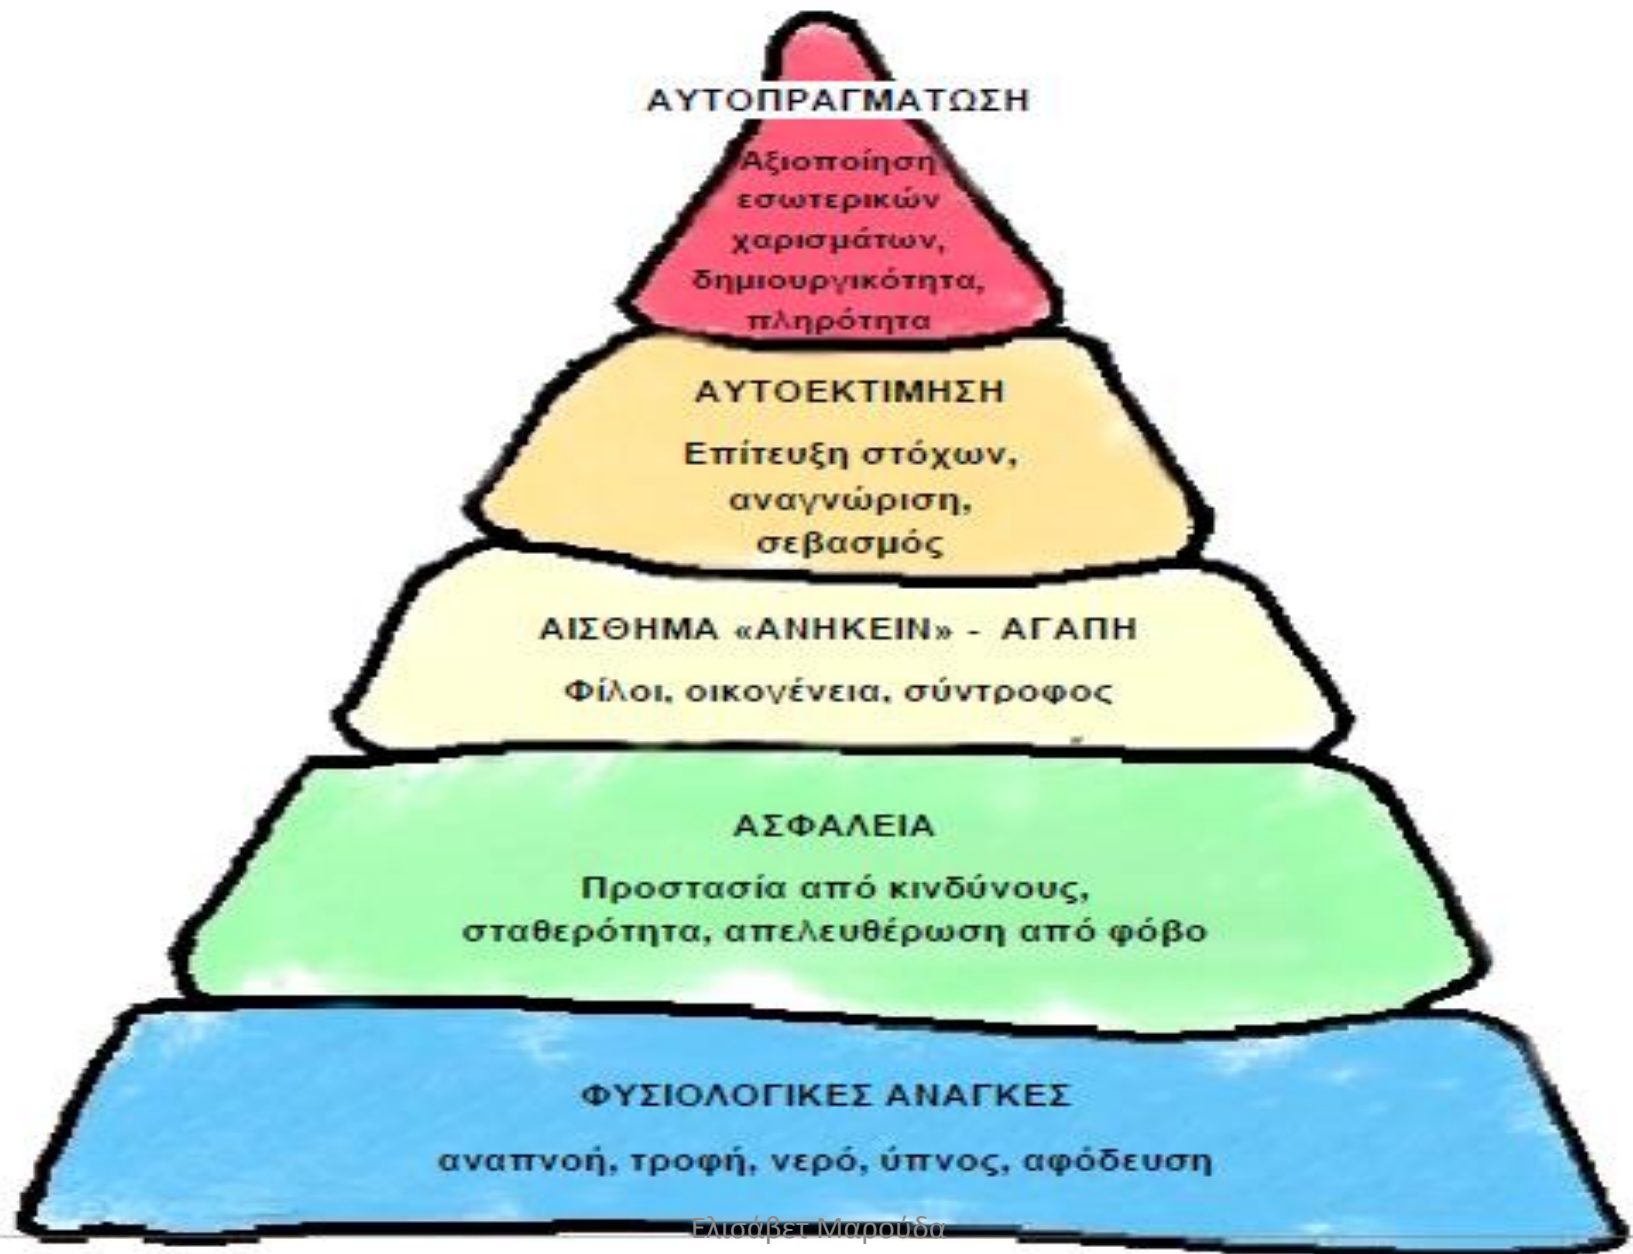 ΑΥΤΟΠΡΑΓΜΑΤΩΣΗ
Αξιοποίηση
εσωτερικών
χαρισμάτων,
δημιουργικότητα,
πληρότητα
ΑΥΤΟΕΚΤΙΜΗΣΗ
Επίτευξη στόχων,
αναγνώριση,
σεβασμός
ΑΙΣΘΗΜΑ «ΑΝΗΚΕΙΝ» - ΑΓΑΠΗ
Φίλοι, οικογένεια, σύντροφος
ΑΣΦΑΛΕΙΑ
Προστασία από κινδύνους,
σταθερότητα, απελευθέρωση από φόβο
ΦΥΣΙΟΛΟΓΙΚΕΣ ΑΝΑΓΚΕΣ
αναπνοή, τροφή, νερό, ύπνος, αφόδευση
Ελισάβετ Μαρούδα